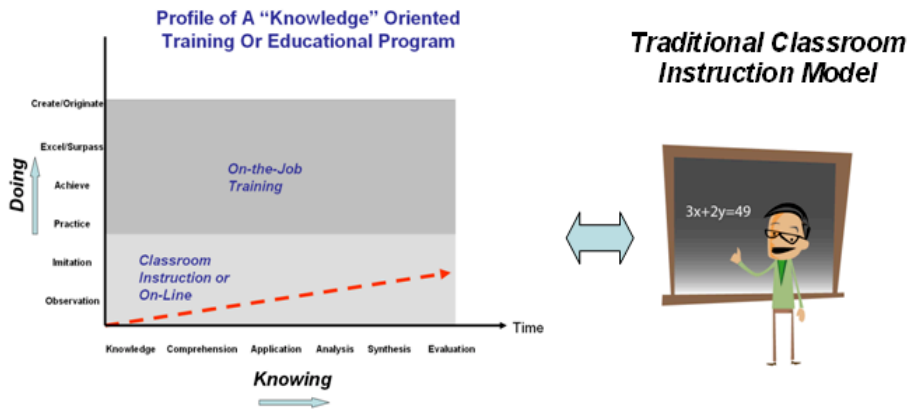 Profile of A “Knowledge” Oriented
Training Or Educational Program
Traditional Classroom
Instruction Model
Doing
Create/Originate
Excel/Surpass
Achieve
Practice
Imitation
Observation
On-the-Job
Training
Classroom
Instruction or
On-Line
Time
Knowledge Comprehension Application Analysis Synthesis Evaluation
Knowing
3x+2y=49